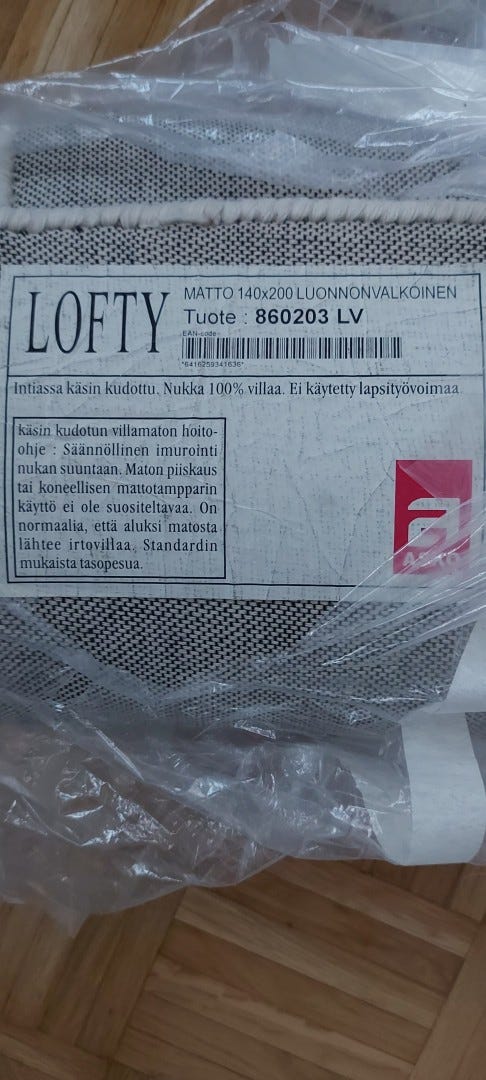 LOFTY
MATTO 140x200 LUONNONVALKOINEN
Tuote : 860203 LV
EAN-code
*6416259341636*
Intiassa käsin kudottu. Nukka 100% villaa. Ei käytetty lapsityövoimaa.
käsin kudotun villamaton hoito-
ohje : Säännöllinen imurointi
nukan suuntaan. Maton piiskaus
tai koneellisen mattotampparin
käyttö ei ole suositeltavaa. On
normaalia, että aluksi matosta
lähtee irtovillaa. Standardin
mukaista tasopesua.
a
ASKO